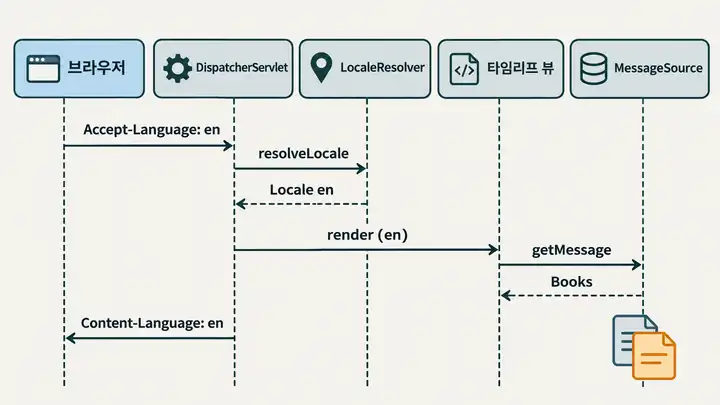 브라우저
DispatcherServlet
LocaleResolver
타임리프 뷰
MessageSource
Accept-Language: en
resolveLocale
Locale en
render (en)
getMessage
Books
Content-Language: en